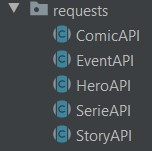 requests
ComicAPI
EventAPI
HeroAPI
SerieAPI
StoryAPI